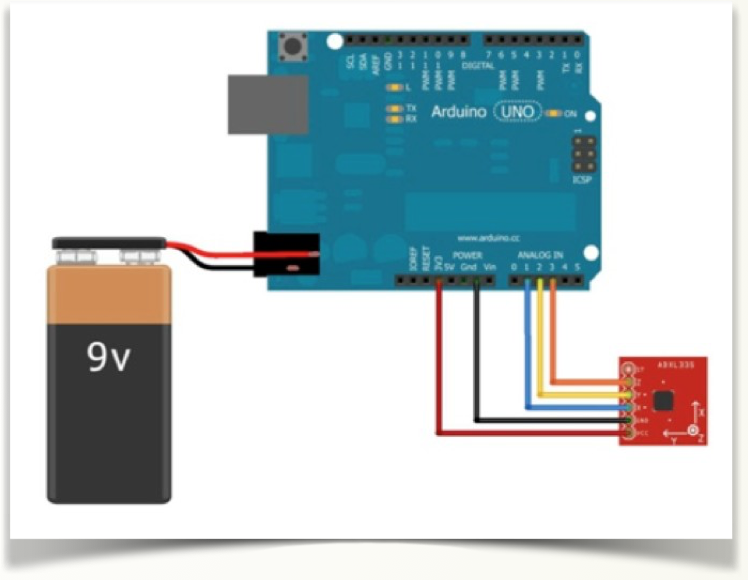 SCL SDA AREF GND 13 12 11 10 9 8 7 6 5 4 3 2 1 0
PWM PWM PWM DIGITAL PWM PWM PWM TX RX
L
TX
RX
Arduino UNO ON
1
ICSP
www.arduino.cc
POWER ANALOG IN
IOREF RESET 3V3 5V Gnd Vin 0 1 2 3 4 5
9v
ADXL335
Z
Y
X
GND
VCC
X
Y Z